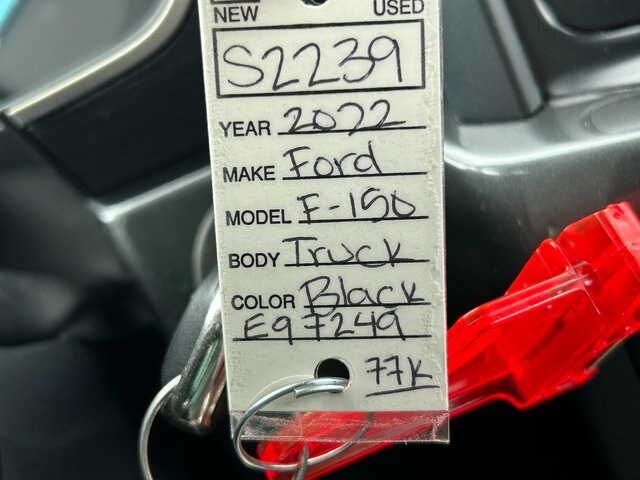 NEW USED
S2239
YEAR 2022
MAKE Ford
MODEL F-150
BODY Truck
COLOR Black
E97249
77K